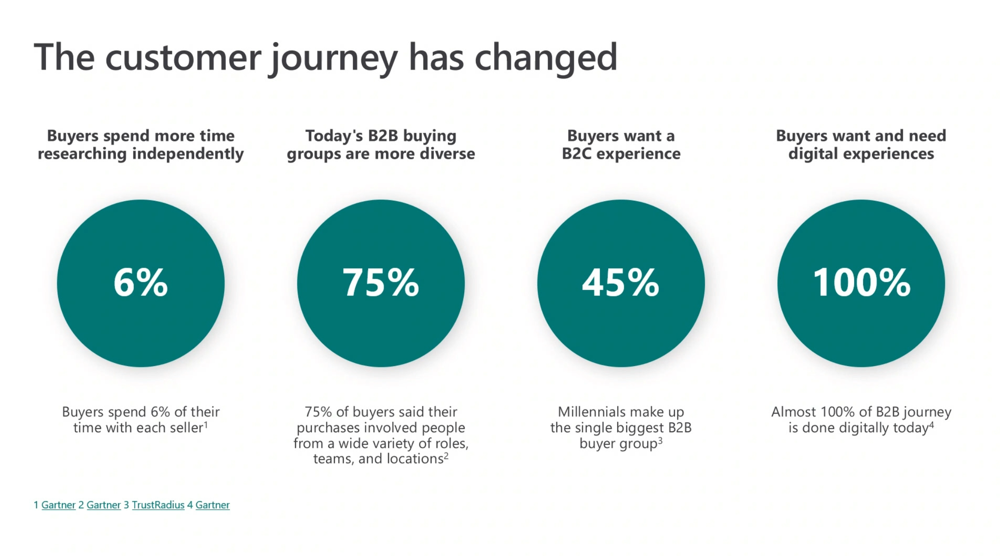 The customer journey has changed
Buyers spend more time
researching independently
6%
Buyers spend 6% of their
time with each seller¹
Today's B2B buying
groups are more diverse
75%
75% of buyers said their
purchases involved people
from a wide variety of roles,
teams, and locations²
Buyers want a
B2C experience
45%
Millennials make up
the single biggest B2B
buyer group³
Buyers want and need
digital experiences
100%
Almost 100% of B2B journey
is done digitally today⁴
1 Gartner 2 Gartner 3 TrustRadius 4 Gartner